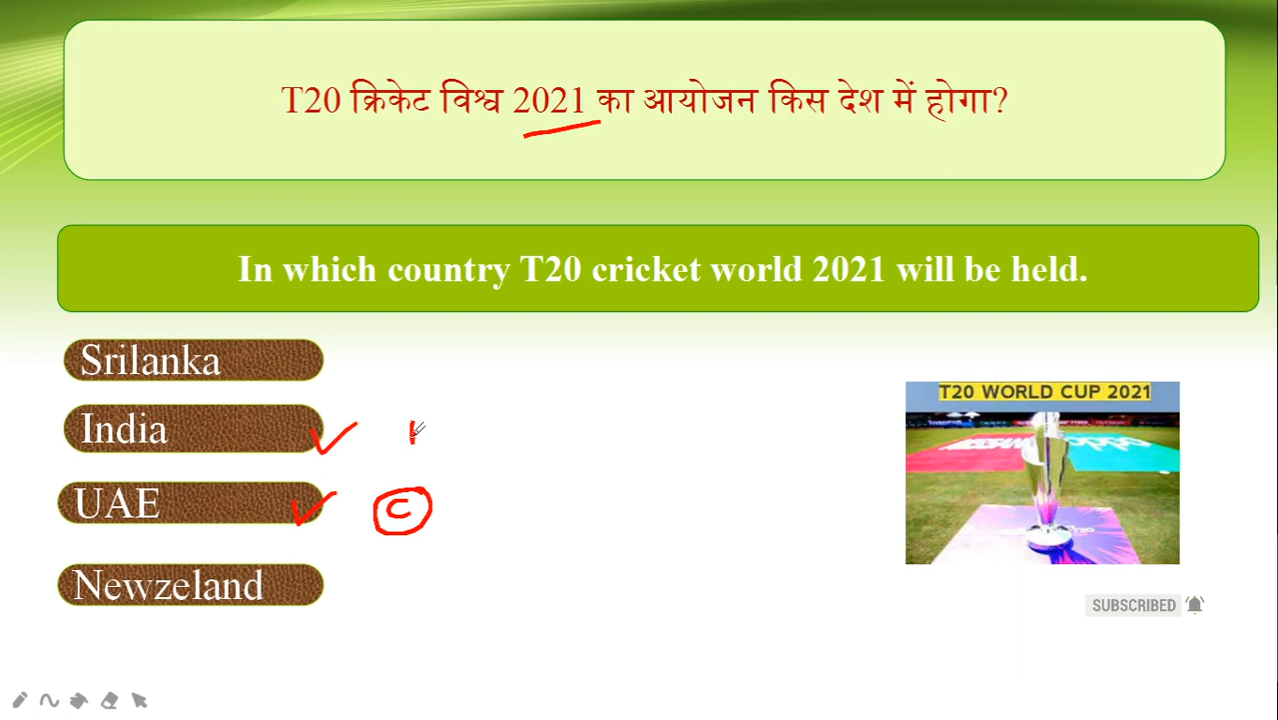 T20 क्रिकेट विश्व 2021 का आयोजन किस देश में होगा?
In which country T20 cricket world 2021 will be held.
Srilanka
India
UAE
C
Newzeland
T20 WORLD CUP 2021
SUBSCRIBED